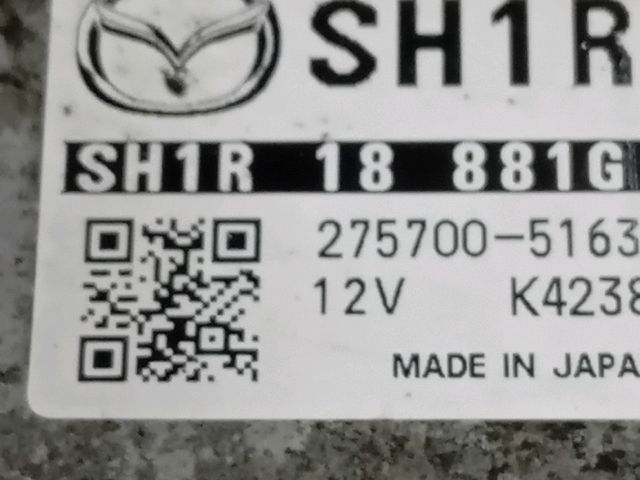 SH1R
SH1R 18 881G
275700-5163
12V K4238
MADE IN JAPA